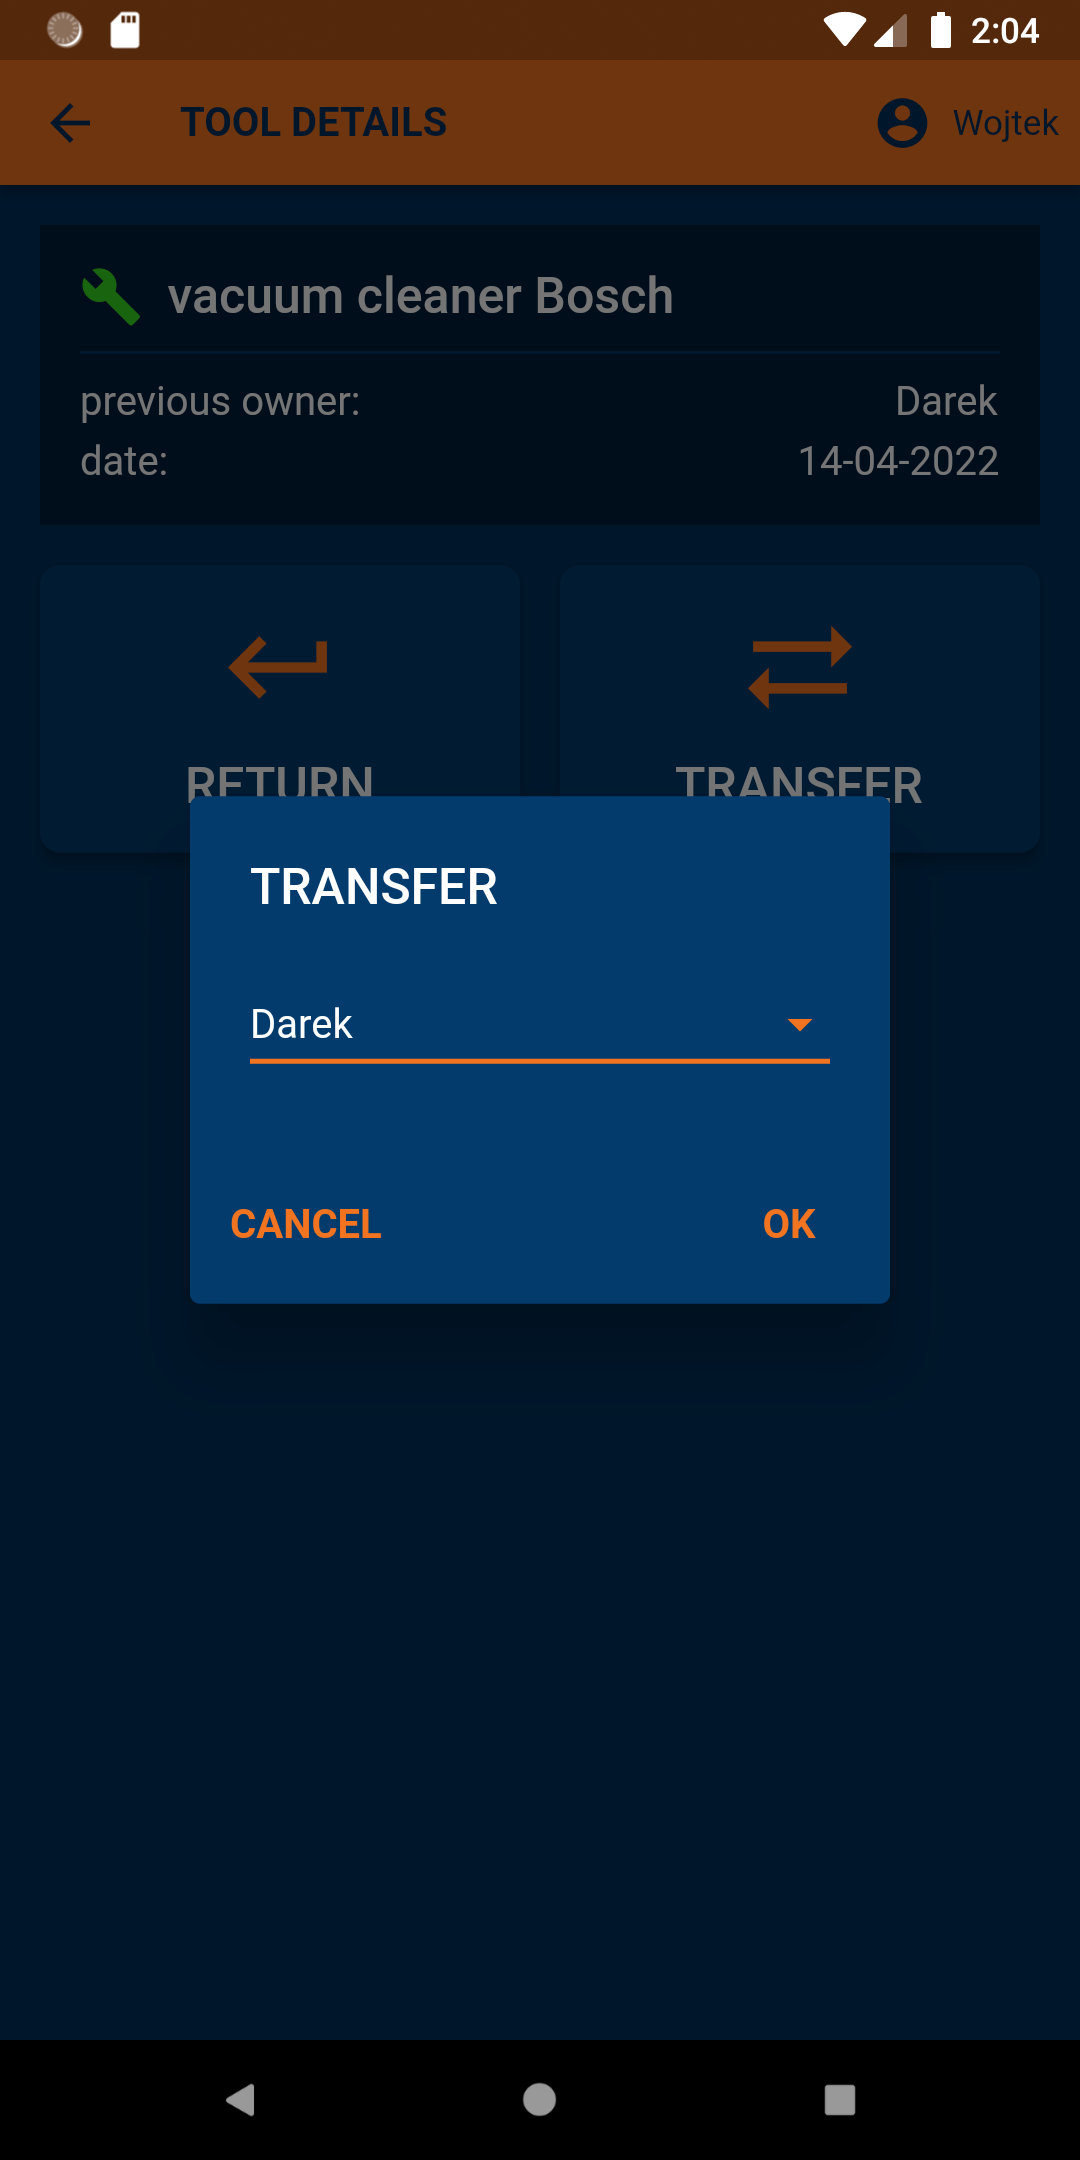 2:04
TOOL DETAILS
Wojtek
vacuum cleaner Bosch
previous owner: Darek
date: 14-04-2022
RETURN TRANSFER
TRANSFER
Darek
CANCEL OK